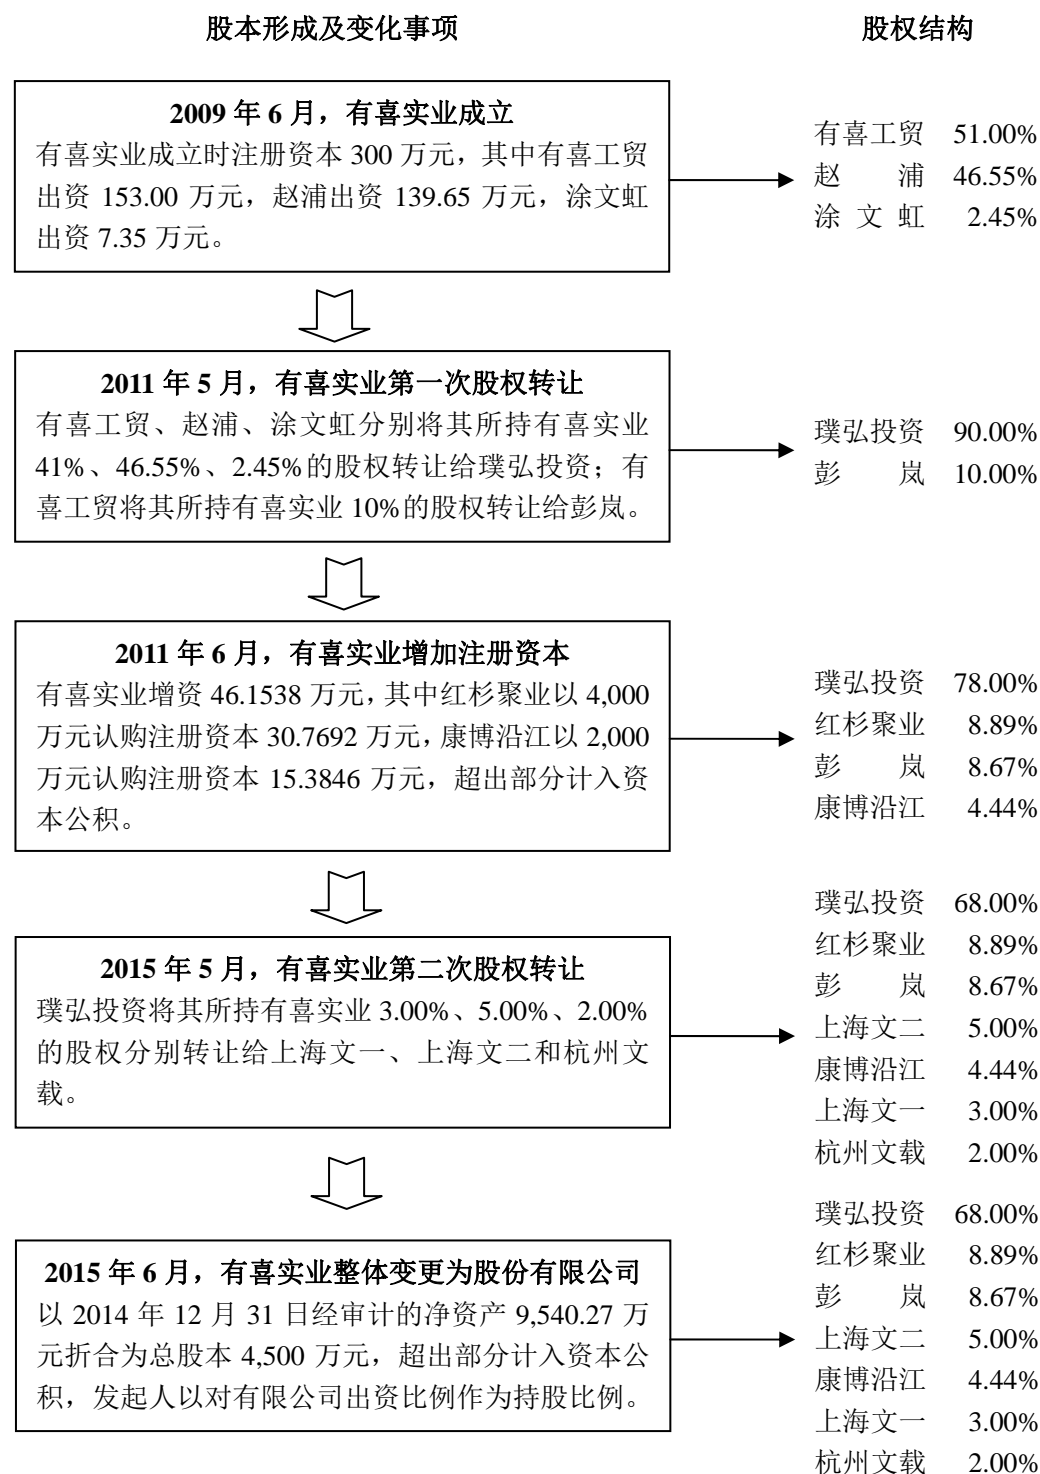 股本形成及变化事项
股权结构
2009 年 6 月，有喜实业成立
有喜实业成立时注册资本 300 万元，其中有喜工贸
出资 153.00 万元，赵浦出资 139.65 万元，涂文虹
出资 7.35 万元。
有喜工贸 51.00%
赵 浦 46.55%
涂 文 虹 2.45%
2011 年 5 月，有喜实业第一次股权转让
有喜工贸、赵浦、涂文虹分别将其所持有喜实业
41%、46.55%、2.45%的股权转让给璞弘投资；有
喜工贸将其所持有喜实业 10%的股权转让给彭岚。
璞弘投资 90.00%
彭 岚 10.00%
2011 年 6 月，有喜实业增加注册资本
有喜实业增资 46.1538 万元，其中红杉聚业以 4,000
万元认购注册资本 30.7692 万元，康博沿江以 2,000
万元认购注册资本 15.3846 万元，超出部分计入资
本公积。
璞弘投资 78.00%
红杉聚业 8.89%
彭 岚 8.67%
康博沿江 4.44%
2015 年 5 月，有喜实业第二次股权转让
璞弘投资将其所持有喜实业 3.00%、5.00%、2.00%
的股权分别转让给上海文一、上海文二和杭州文
载。
璞弘投资 68.00%
红杉聚业 8.89%
彭 岚 8.67%
上海文二 5.00%
康博沿江 4.44%
上海文一 3.00%
杭州文载 2.00%
2015 年 6 月，有喜实业整体变更为股份有限公司
以 2014 年 12 月 31 日经审计的净资产 9,540.27 万
元折合为总股本 4,500 万元，超出部分计入资本公
积，发起人以对有限公司出资比例作为持股比例。
璞弘投资 68.00%
红杉聚业 8.89%
彭 岚 8.67%
上海文二 5.00%
康博沿江 4.44%
上海文一 3.00%
杭州文载 2.00%